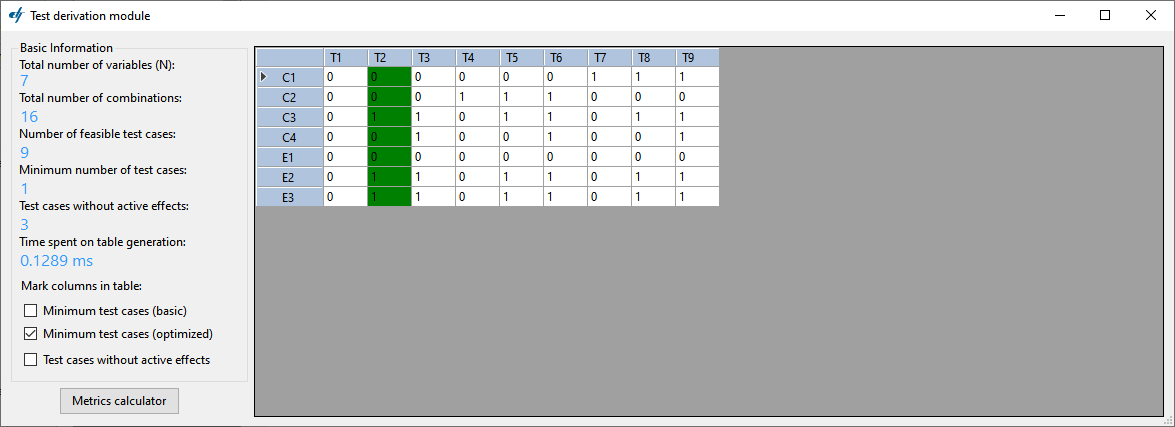 Test derivation module
Basic Information
Total number of variables (N):
7
Total number of combinations:
16
Number of feasible test cases:
9
Minimum number of test cases:
1
Test cases without active effects:
3
Time spent on table generation:
0.1289 ms
Mark columns in table:
Minimum test cases (basic)
Minimum test cases (optimized)
Test cases without active effects
Metrics calculator
T1 T2 T3 T4 T5 T6 T7 T8 T9
C1 0 0 0 0 0 0 1 1 1
C2 0 0 0 1 1 1 0 0 0
C3 0 1 1 0 1 1 0 1 1
C4 0 0 1 0 0 1 0 0 1
E1 0 0 0 0 0 0 0 0 0
E2 0 1 1 0 1 1 0 1 1
E3 0 1 1 0 1 1 0 1 1